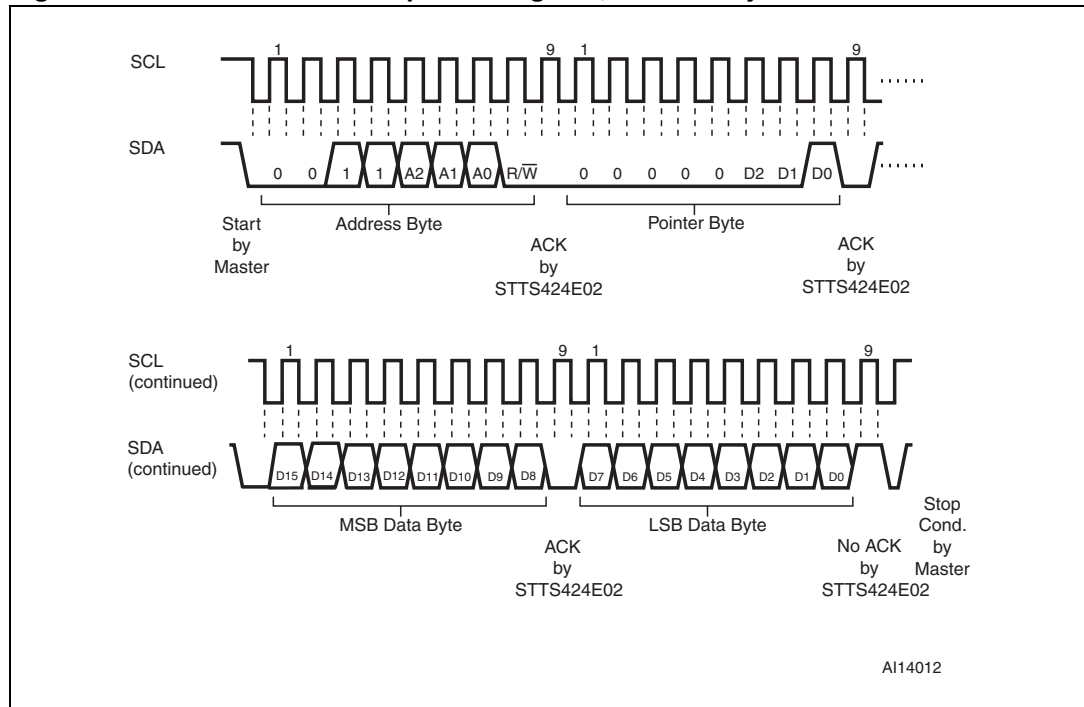 SCL
1 9 1 9
SDA
0 0 1 1 A2 A1 A0 R/W̅ 0 0 0 0 0 D2 D1 D0
Address Byte
Pointer Byte
Start
by
Master
ACK
by
STTS424E02
ACK
by
STTS424E02
SCL
(continued)
1 9 1 9
SDA
(continued)
D15 D14 D13 D12 D11 D10 D9 D8 D7 D6 D5 D4 D3 D2 D1 D0
MSB Data Byte
LSB Data Byte
ACK
by
STTS424E02
No ACK
by
STTS424E02
Stop
Cond.
by
Master
AI14012